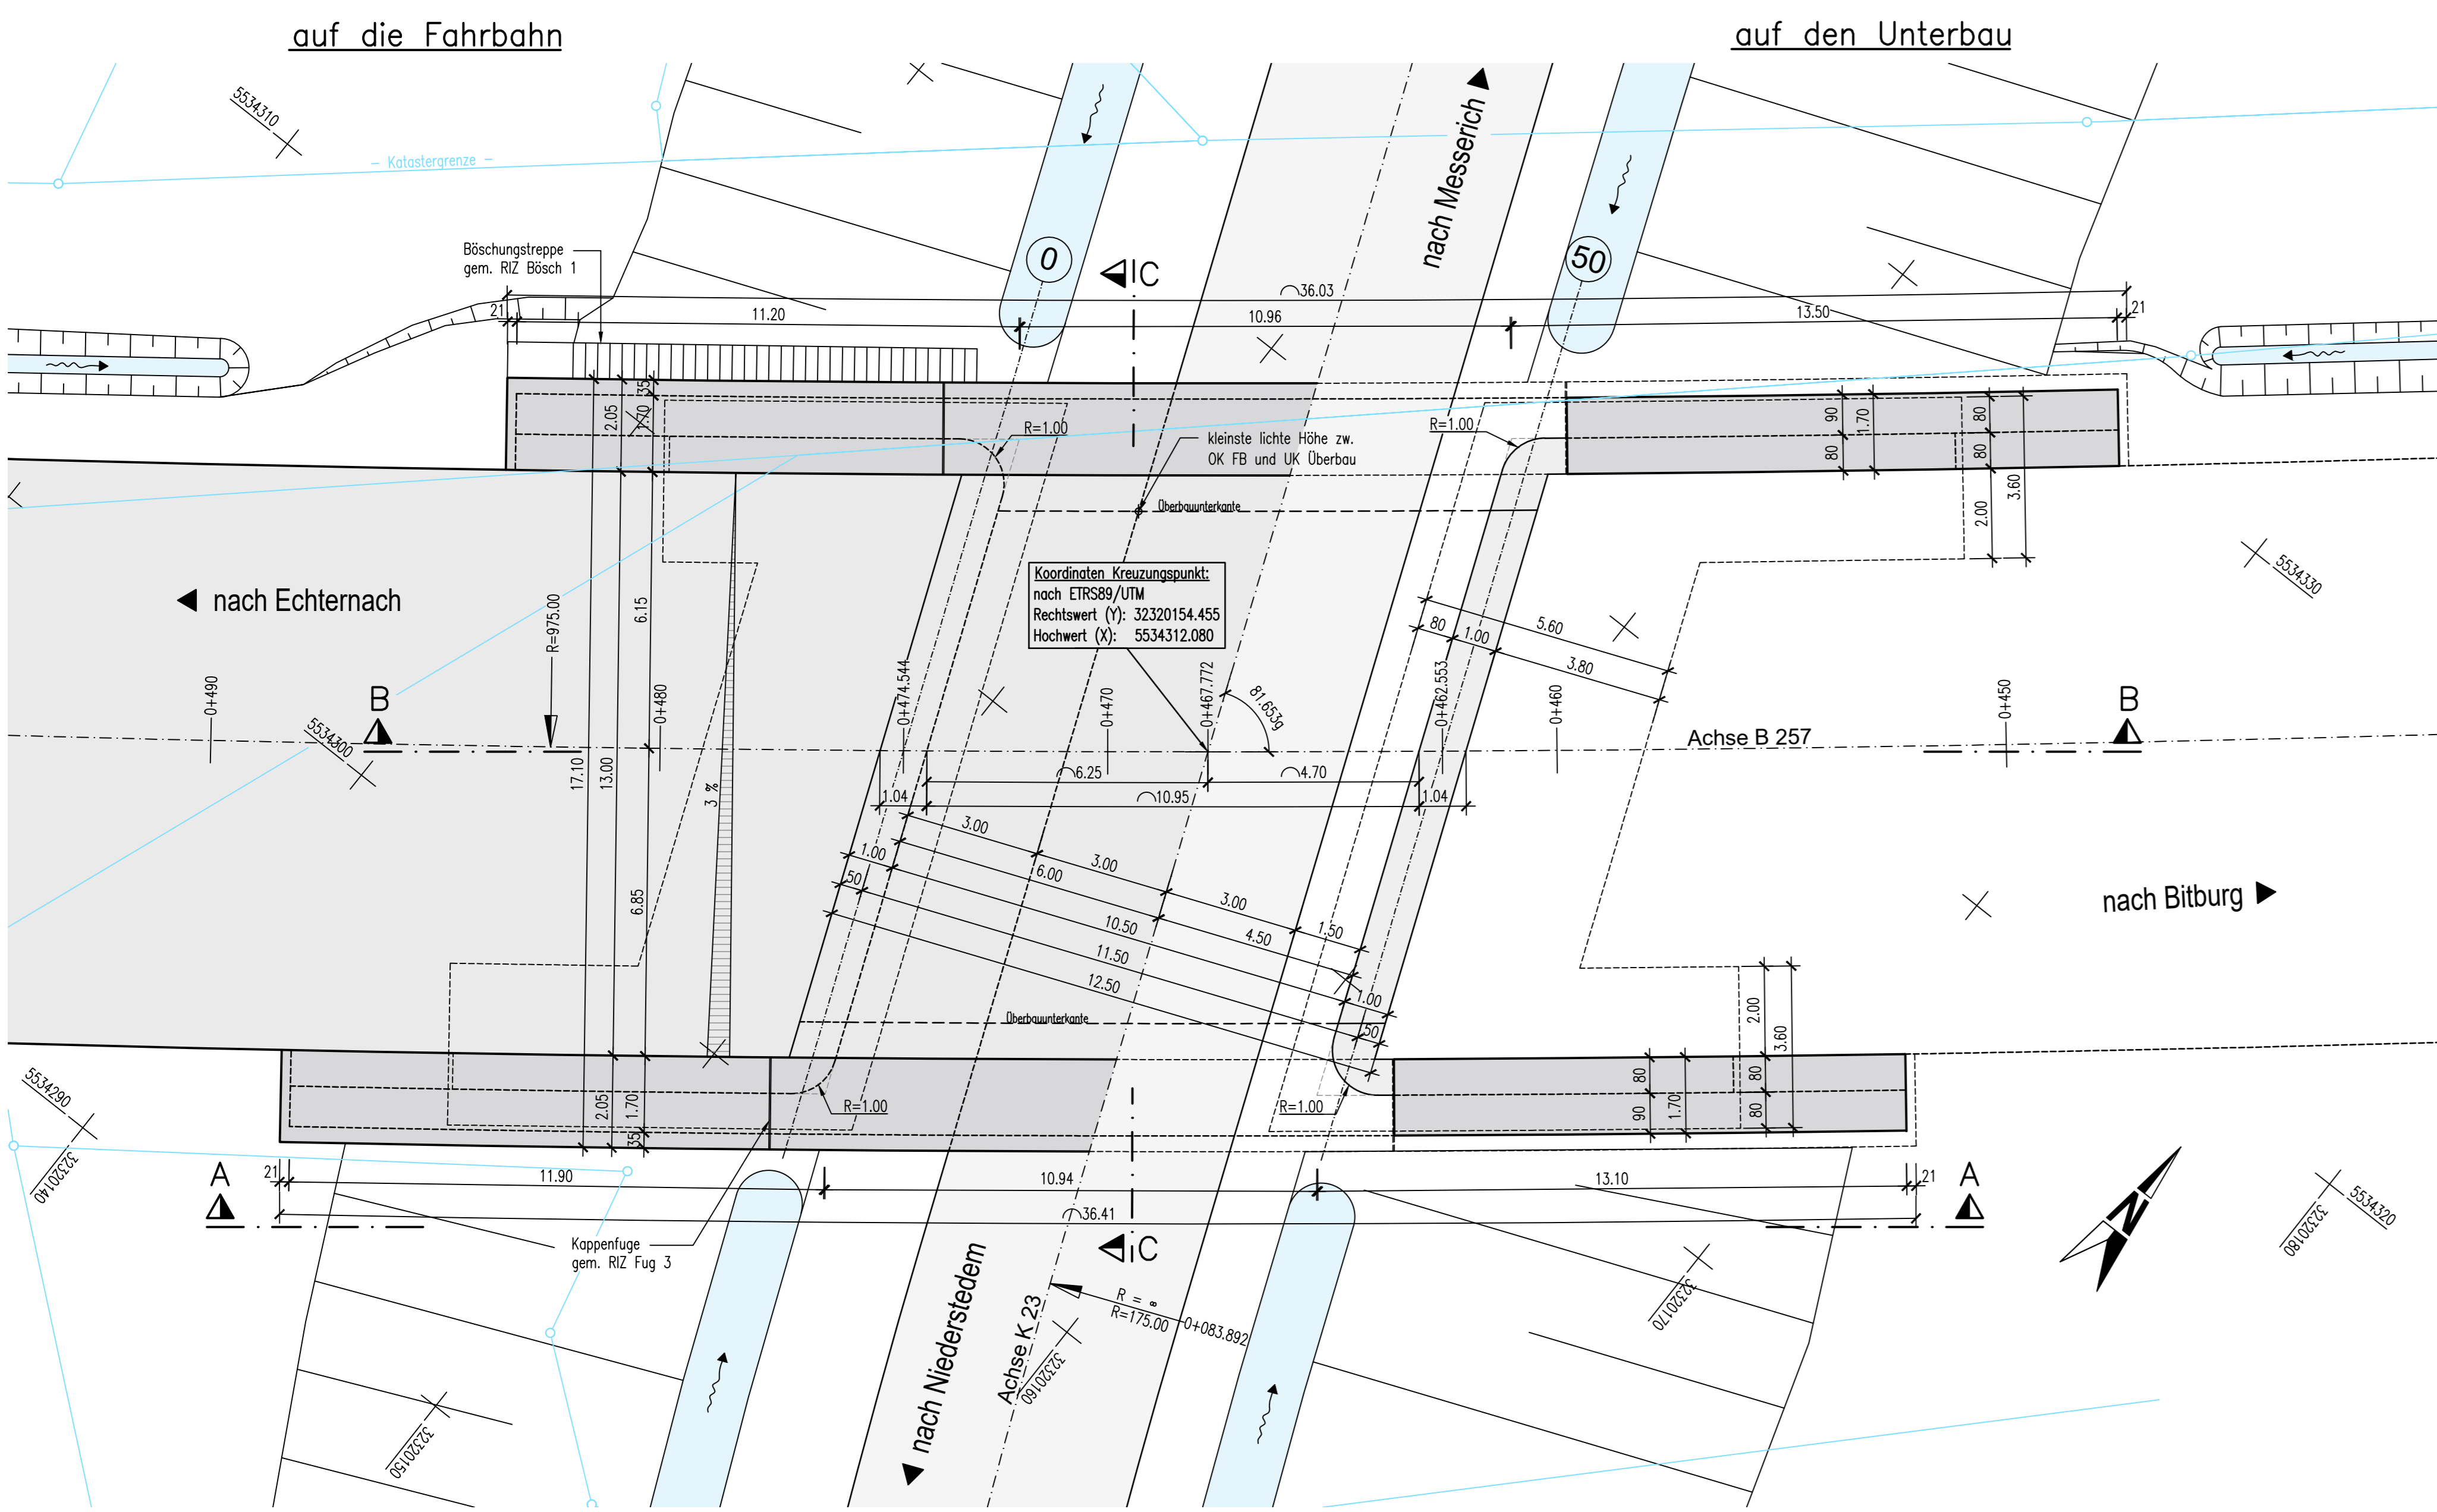 auf die Fahrbahn
auf den Unterbau
5534310
- Katastergrenze -
nach Messerich
Böschungstreppe
gem. RIZ Bösch 1
0
C
50
36.03
21
11.20
10.96
13.50
21
35
2.05
1.70
R=1.00
kleinste lichte Höhe zw.
OK FB und UK Überbau
R=1.00
90
1.70
80
80
80
3.60
2.00
Überbauunterkante
Koordinaten Kreuzungspunkt:
nach ETRS89/UTM
Rechtswert (Y): 32320154.455
Hochwert (X): 5534312.080
5534330
nach Echternach
6.15
R=975.00
5.60
80
1.00
3.80
0+490
B
5534300
0+480
0+474.544
0+470
0+467.772
81.653g
0+462.553
0+460
0+450
B
Achse B 257
17.10
13.00
3 %
6.25
4.70
1.04
10.95
1.04
3.00
1.00
3.00
50
6.00
3.00
1.50
10.50
4.50
11.50
12.50
1.00
50
6.85
nach Bitburg
Überbauunterkante
2.00
3.60
5534290
32320140
2.05
1.70
35
R=1.00
R=1.00
80
90
1.70
80
80
A
21
11.90
10.94
13.10
21
A
36.41
Kappenfuge
gem. RIZ Fug 3
C
N
5534320
32320180
nach Niederstedem
Achse K 23
R = ∞
R=175.00
0+083.892
32320170
32320160
32320150